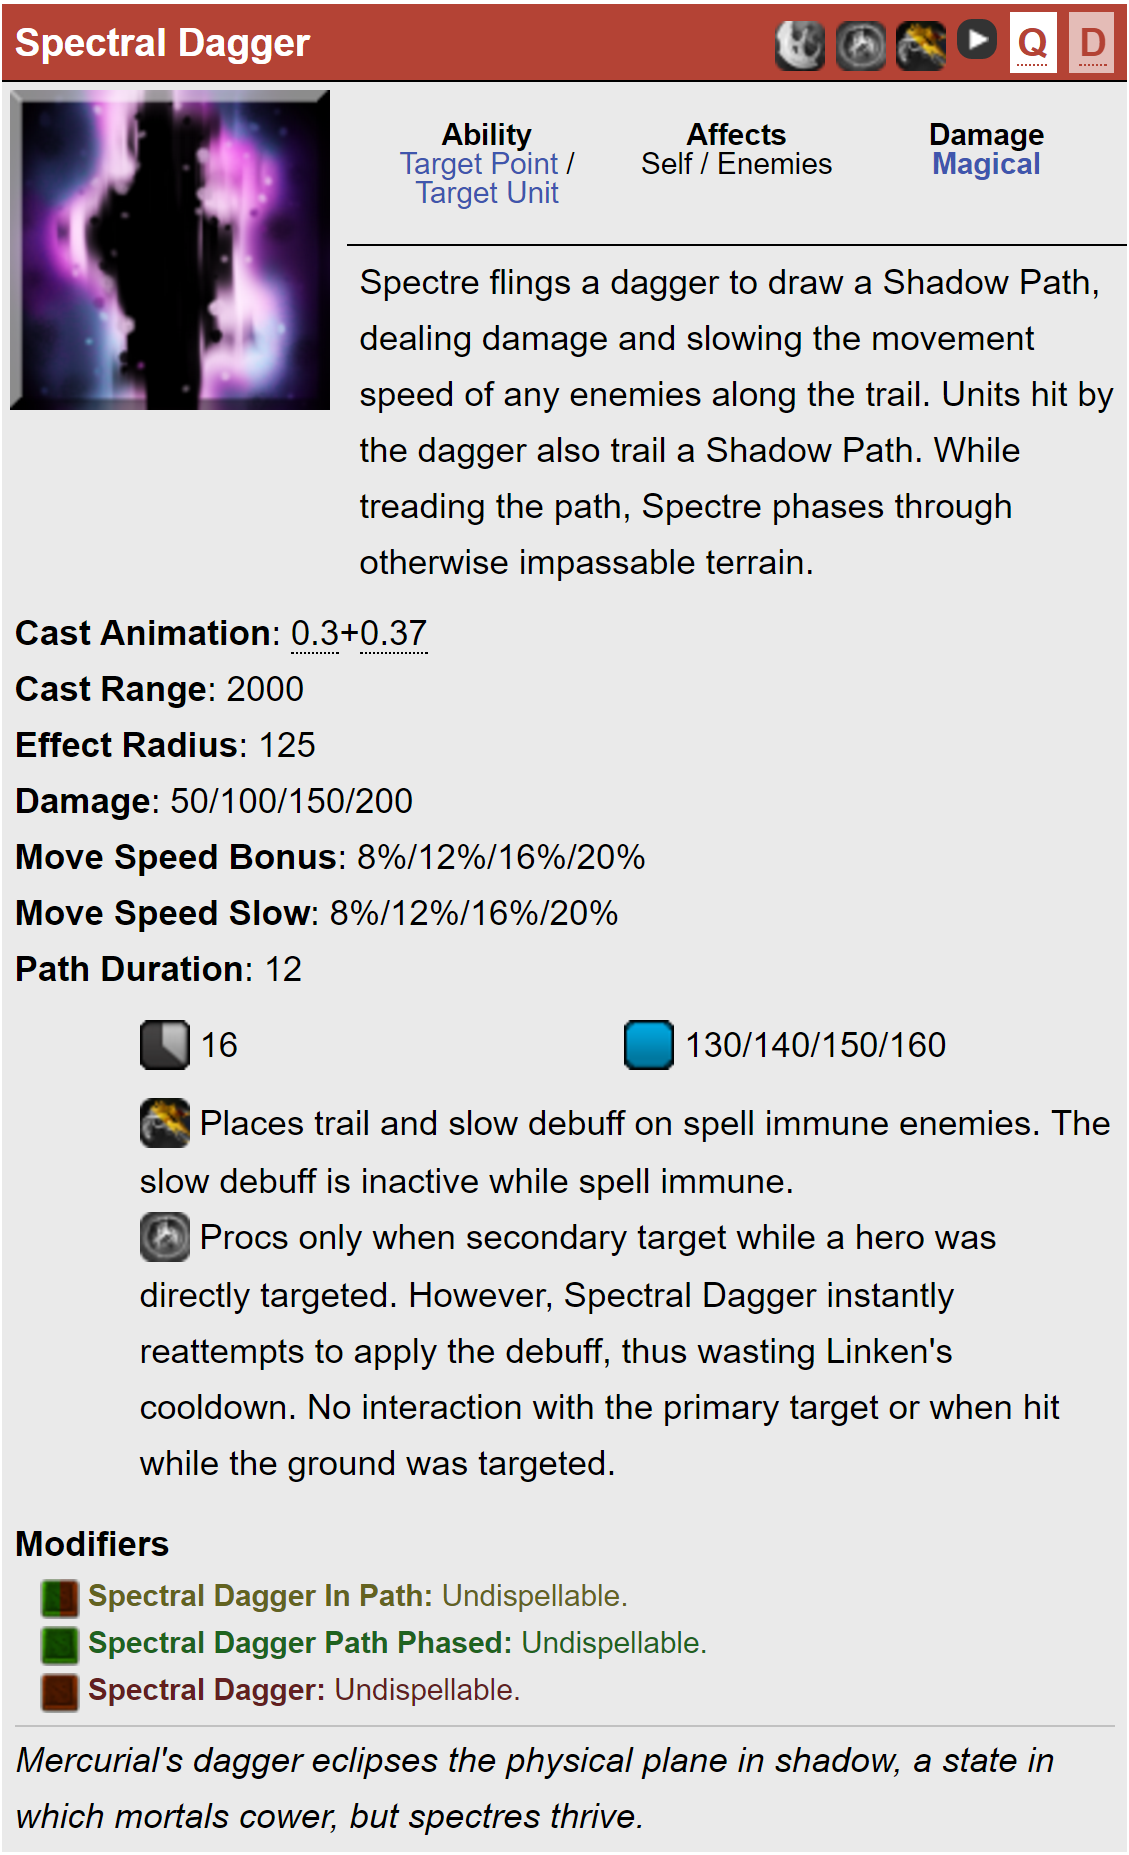 Spectral Dagger Q D
Ability Affects Damage
Target Point / Self / Enemies Magical
Target Unit
Spectre flings a dagger to draw a Shadow Path,
dealing damage and slowing the movement
speed of any enemies along the trail. Units hit by
the dagger also trail a Shadow Path. While
treading the path, Spectre phases through
otherwise impassable terrain.
Cast Animation: 0.3+0.37
Cast Range: 2000
Effect Radius: 125
Damage: 50/100/150/200
Move Speed Bonus: 8%/12%/16%/20%
Move Speed Slow: 8%/12%/16%/20%
Path Duration: 12
16 130/140/150/160
Places trail and slow debuff on spell immune enemies. The
slow debuff is inactive while spell immune.
Procs only when secondary target while a hero was
directly targeted. However, Spectral Dagger instantly
reattempts to apply the debuff, thus wasting Linken's
cooldown. No interaction with the primary target or when hit
while the ground was targeted.
Modifiers
Spectral Dagger In Path: Undispellable.
Spectral Dagger Path Phased: Undispellable.
Spectral Dagger: Undispellable.
Mercurial's dagger eclipses the physical plane in shadow, a state in
which mortals cower, but spectres thrive.